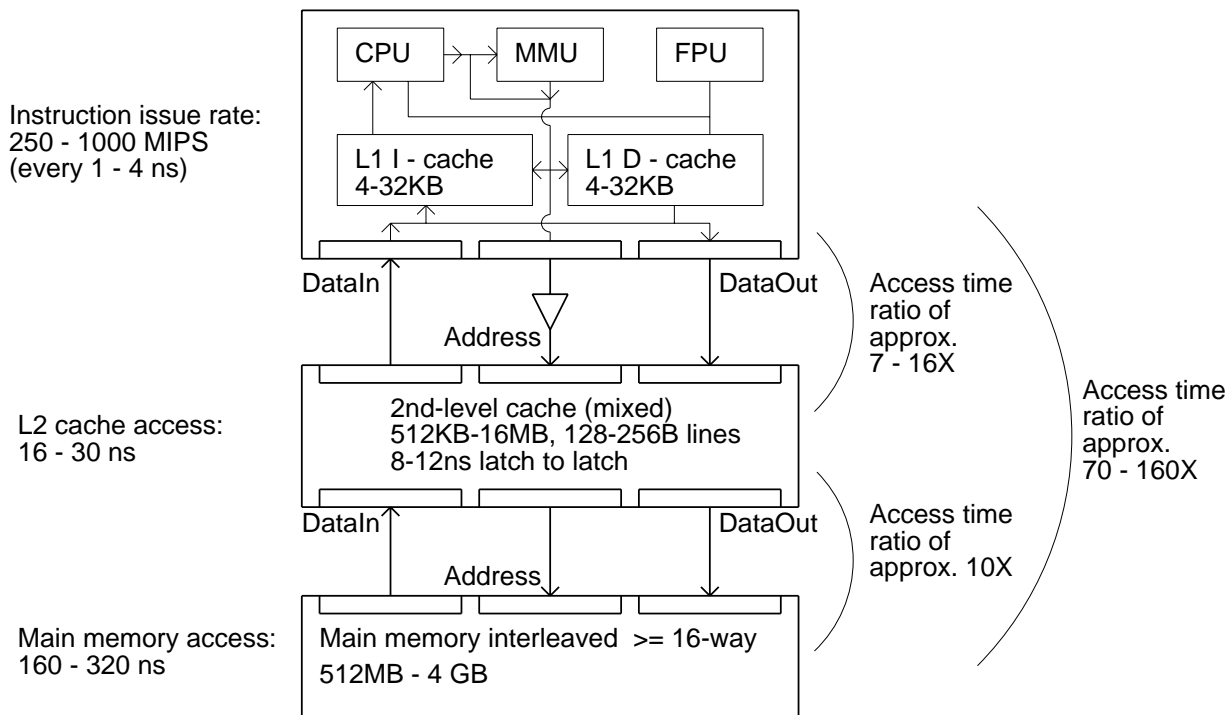 CPU
MMU
FPU
Instruction issue rate:
250 - 1000 MIPS
(every 1 - 4 ns)
L1 I - cache
4-32KB
L1 D - cache
4-32KB
DataIn
DataOut
Address
Access time
ratio of
approx.
7 - 16X
L2 cache access:
16 - 30 ns
2nd-level cache (mixed)
512KB-16MB, 128-256B lines
8-12ns latch to latch
Access time
ratio of
approx.
70 - 160X
DataIn
DataOut
Address
Access time
ratio of
approx. 10X
Main memory access:
160 - 320 ns
Main memory interleaved >= 16-way
512MB - 4 GB